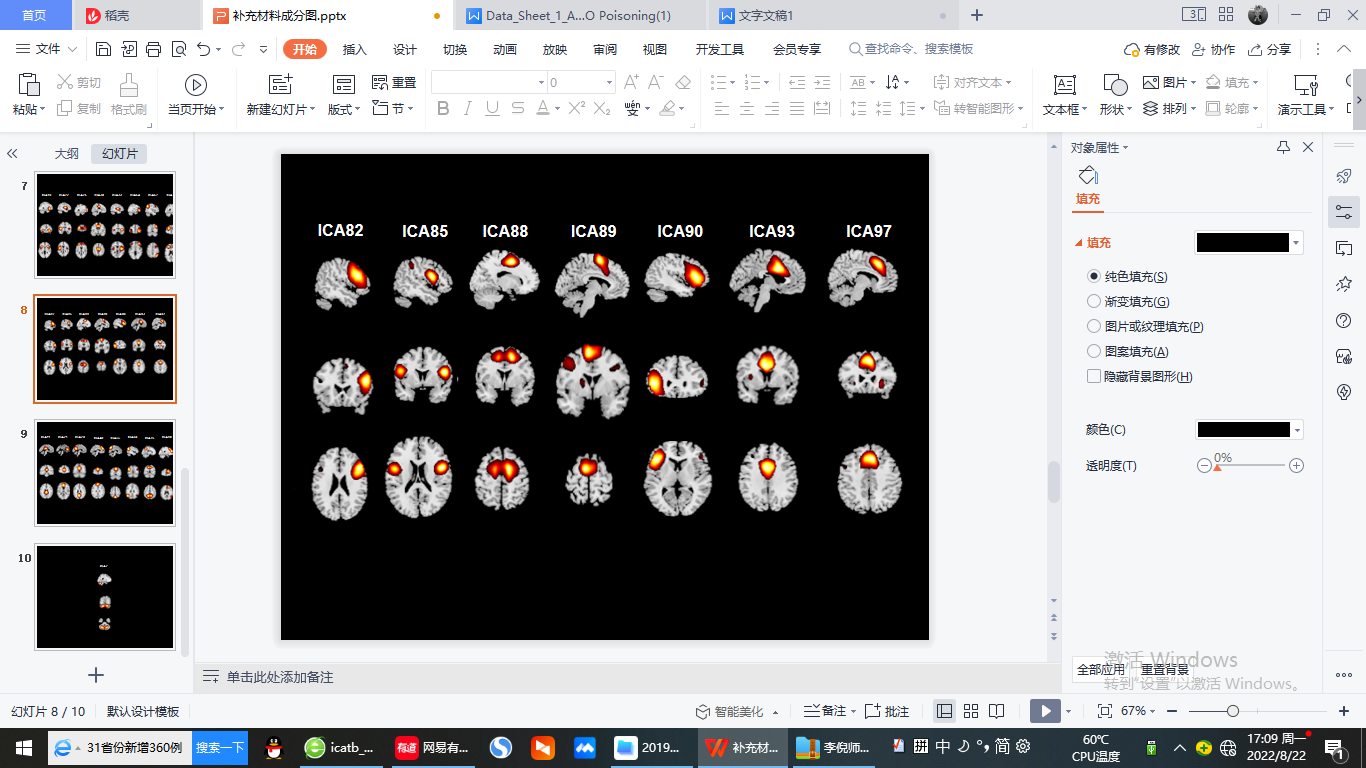 首页
稻壳
补充材料成分图.pptx
Data_Sheet_1_A...O Poisoning(1)
文字文稿1
文件
开始
插入
设计
切换
动画
放映
审阅
视图
开发工具
会员专享
查找命令、搜索模板
有修改
协作
分享
粘贴
剪切
复制
格式刷
当页开始
新建幻灯片
版式
重置
节
0
对齐文本
转智能图形
文本框
形状
图片
排列
填充
轮廓
演示工具
大纲
幻灯片
7
8
9
10
ICA82 ICA85 ICA88 ICA89 ICA90 ICA93 ICA97
对象属性
填充
填充
纯色填充(S)
渐变填充(G)
图片或纹理填充(P)
图案填充(A)
隐藏背景图形(H)
颜色(C)
透明度(T)
0%
全部应用
重置背景
激活 Windows
转到"设置"以激活 Windows。
单击此处添加备注
幻灯片 8 / 10
默认设计模板
智能美化
备注
批注
67%
31省份新增360例
搜索一下
icatb_...
网易有...
2019...
补充材...
李倪师...
中
简
60℃
CPU温度
17:09 周一
2022/8/22